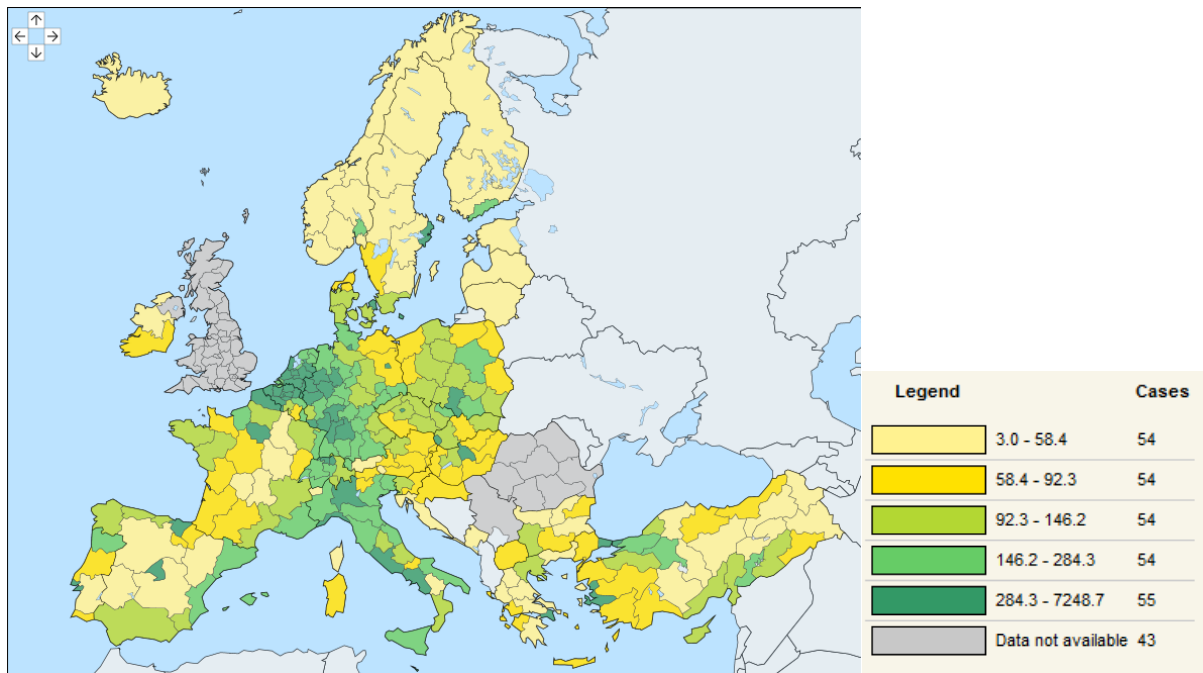 Legend Cases
3.0 - 58.4 54
58.4 - 92.3 54
92.3 - 146.2 54
146.2 - 284.3 54
284.3 - 7248.7 55
Data not available 43